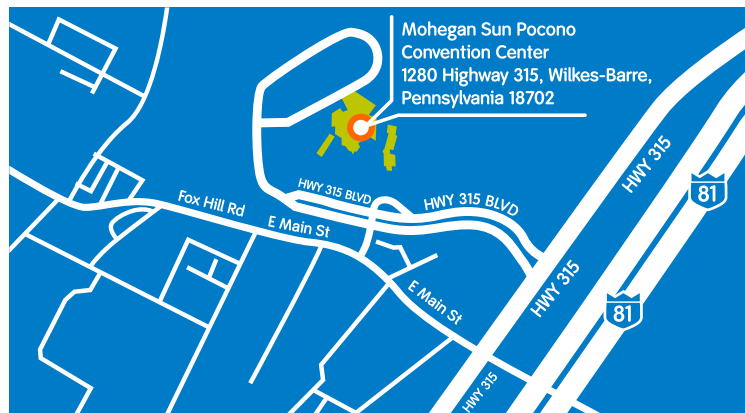 Mohegan Sun Pocono
Convention Center
1280 Highway 315, Wilkes-Barre,
Pennsylvania 18702
HWY 315
81
HWY 315 BLVD
HWY 315 BLVD
Fox Hill Rd
E Main St
HWY 315
81
E Main St
HWY 315